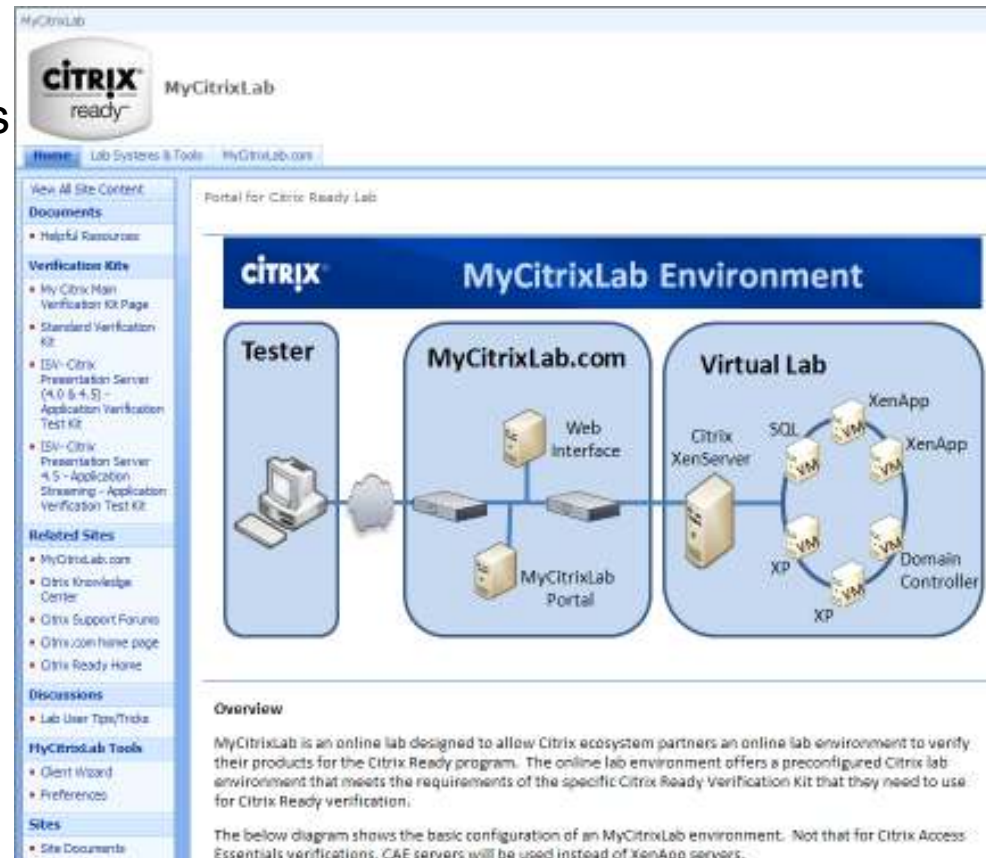 MyCitrixLab
s
CITRIX
ready
MyCitrixLab
Home
Lab Systems & Tools
MyCitrixLab.com
View All Site Content
Documents
Helpful Resources
Verification Kits
My Citrix Main
Verification Kit Page
Standard Verification
Kit
ISV- Citrix
Presentation Server
(4.0 & 4.5) -
Application Verification
Test Kit
ISV- Citrix
Presentation Server
4.5 - Application
Streaming - Application
Verification Test Kit
Related Sites
MyCitrixLab.com
Citrix Knowledge
Center
Citrix Support Forums
Citrix.com home page
Citrix Ready Home
Discussions
Lab User Tips/Tricks
MyCitrixLab Tools
Client Wizard
Preferences
Sites
Site Documents
Portal for Citrix Ready Lab
CITRIX
MyCitrixLab Environment
Tester
MyCitrixLab.com
Web
Interface
MyCitrixLab
Portal
Virtual Lab
Citrix
XenServer
SQL
XenApp
XenApp
Domain
Controller
XP
XP
VM
VM
VM
VM
VM
VM
Overview
MyCitrixLab is an online lab designed to allow Citrix ecosystem partners an online lab environment to verify
their products for the Citrix Ready program. The online lab environment offers a preconfigured Citrix lab
environment that meets the requirements of the specific Citrix Ready Verification Kit that they need to use
for Citrix Ready verification.
The below diagram shows the basic configuration of an MyCitrixLab environment. Not that for Citrix Access
Essentials verifications, CAE servers will be used instead of XenApp servers.